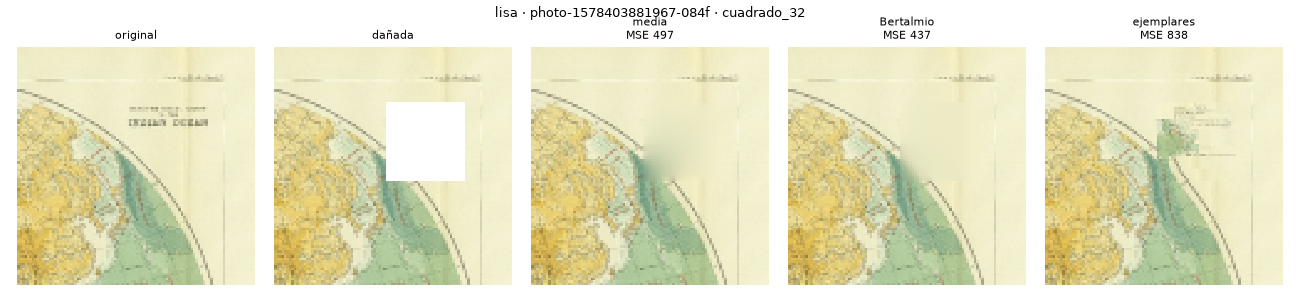 lisa · photo-1578403881967-084f · cuadrado_32
original
dañada
media
MSE 497
Bertalmio
MSE 437
ejemplares
MSE 838
INDIAN OCEAN